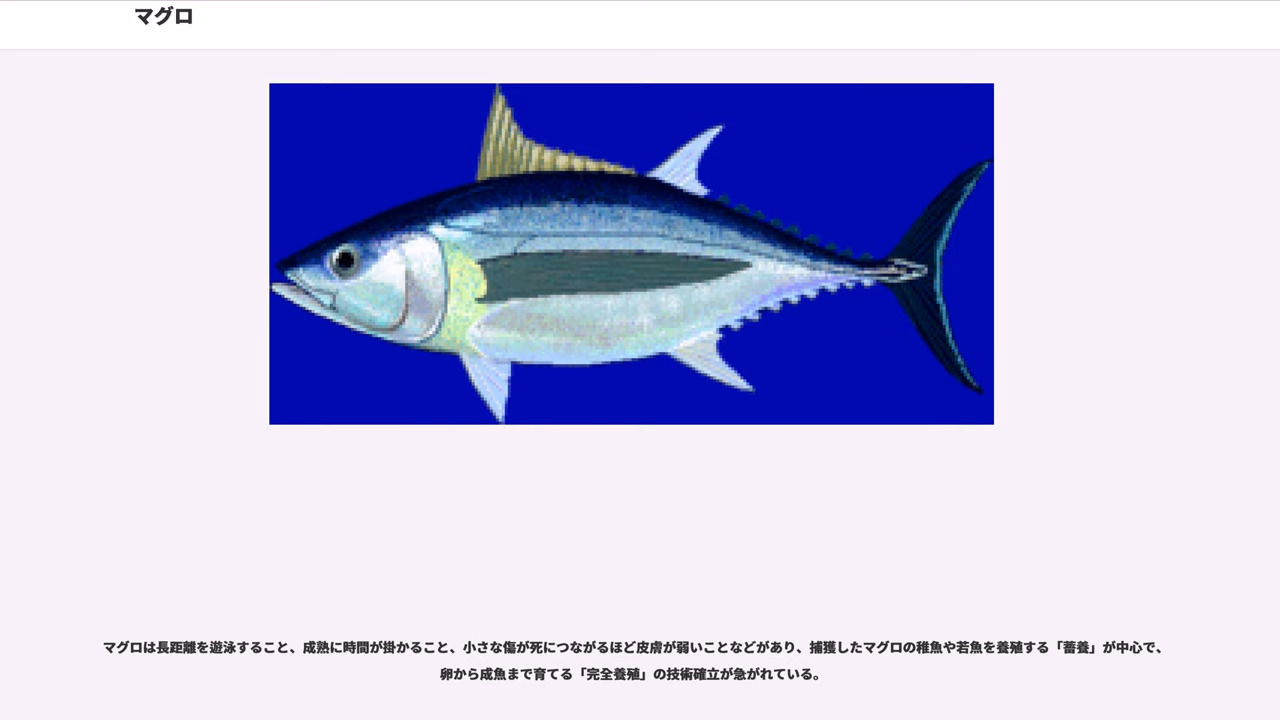 マグロ
マグロは長距離を遊泳すること、成熟に時間が掛かること、小さな傷が死につながるほど皮膚が弱いことなどがあり、捕獲したマグロの稚魚や若魚を養殖する「蓄養」が中心で、
卵から成魚まで育てる「完全養殖」の技術確立が急がれている。